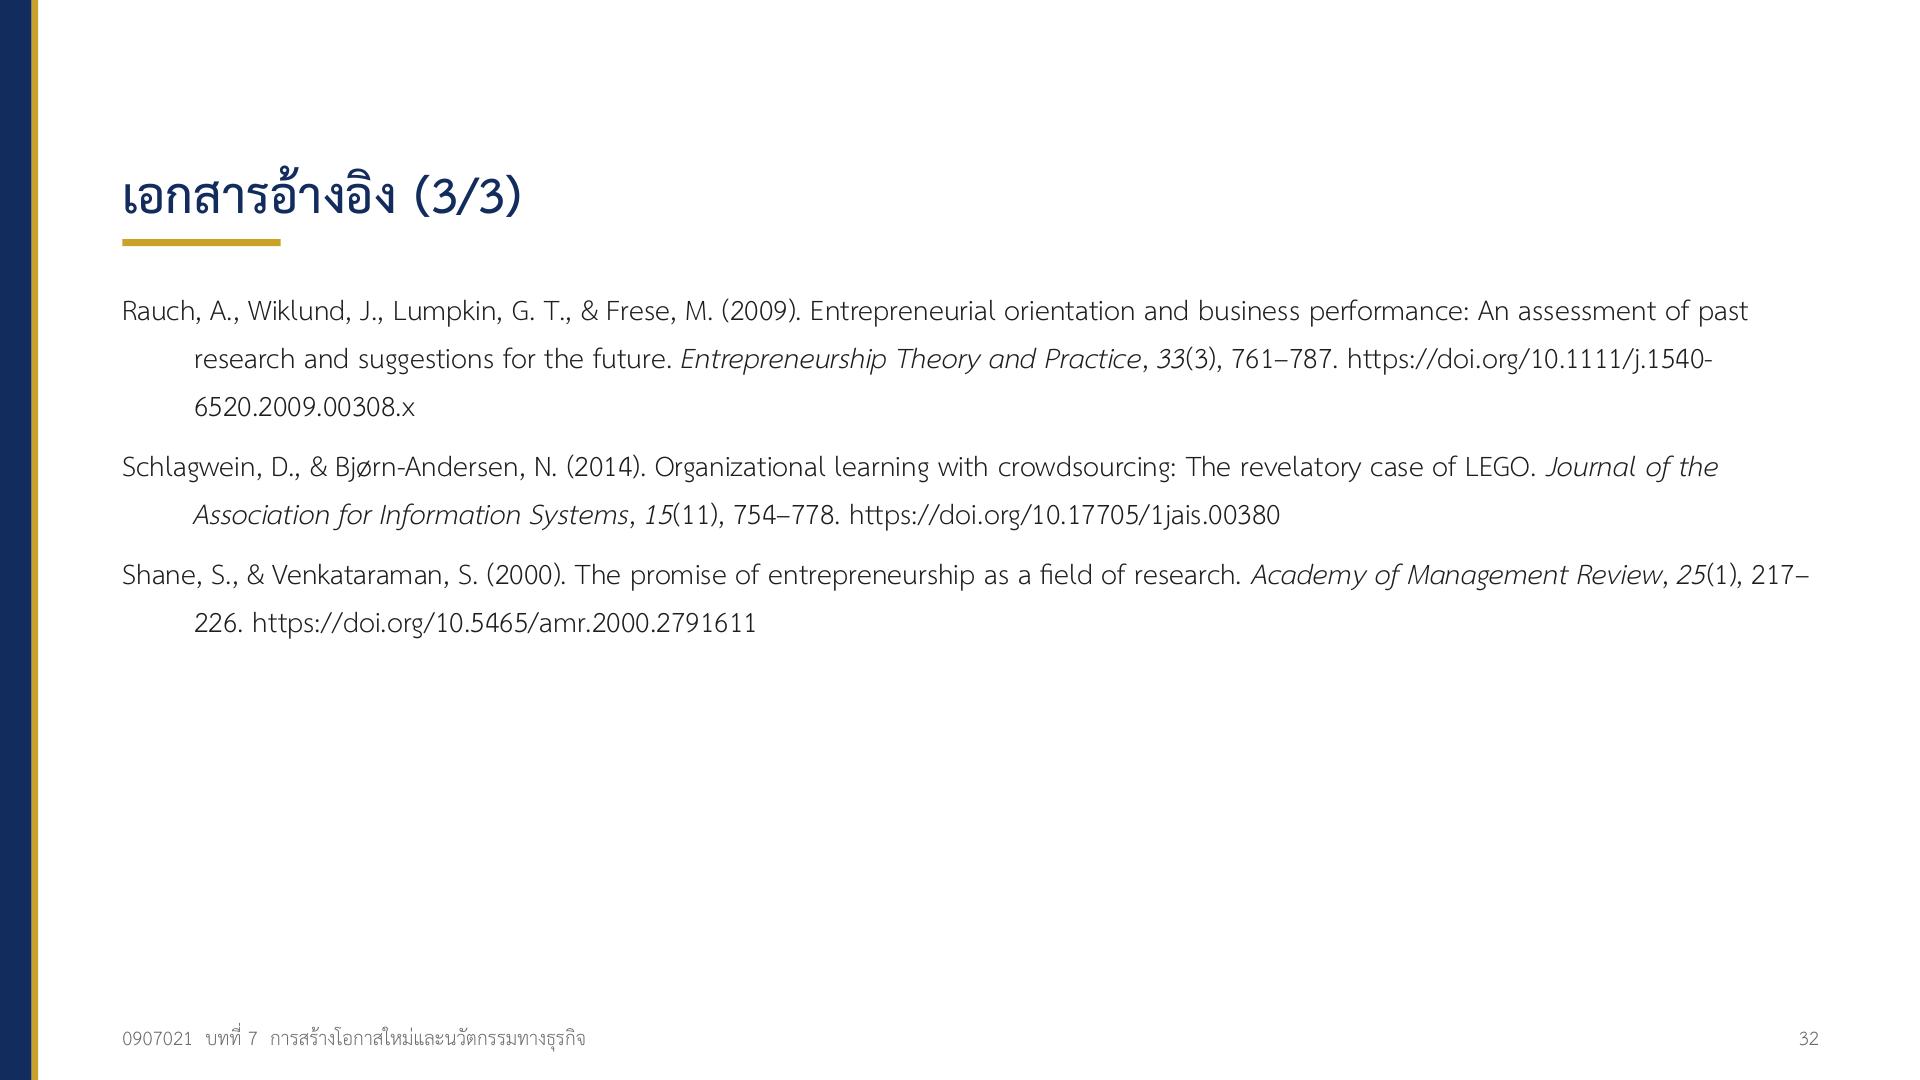 เอกสารอ้างอิง (3/3)
Rauch, A., Wiklund, J., Lumpkin, G. T., & Frese, M. (2009). Entrepreneurial orientation and business performance: An assessment of past
research and suggestions for the future. Entrepreneurship Theory and Practice, 33(3), 761–787. https://doi.org/10.1111/j.1540-
6520.2009.00308.x
Schlagwein, D., & Bjørn-Andersen, N. (2014). Organizational learning with crowdsourcing: The revelatory case of LEGO. Journal of the
Association for Information Systems, 15(11), 754–778. https://doi.org/10.17705/1jais.00380
Shane, S., & Venkataraman, S. (2000). The promise of entrepreneurship as a field of research. Academy of Management Review, 25(1), 217–
226. https://doi.org/10.5465/amr.2000.2791611
0907021 บทที่ 7 การสร้างโอกาสใหม่และนวัตกรรมทางธุรกิจ
32